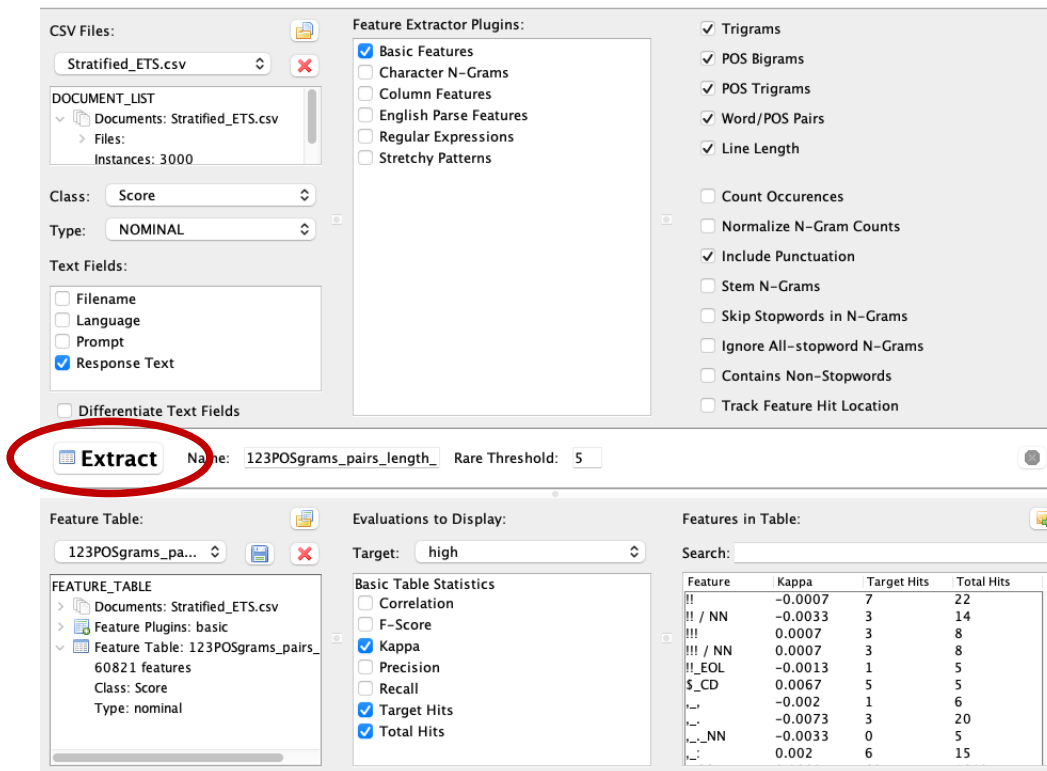 CSV Files:
Stratified_ETS.csv
DOCUMENT_LIST
Documents: Stratified_ETS.csv
Files:
Instances: 3000
Class: Score
Type: NOMINAL
Text Fields:
Filename
Language
Prompt
Response Text
Differentiate Text Fields
Feature Extractor Plugins:
Basic Features
Character N-Grams
Column Features
English Parse Features
Regular Expressions
Stretchy Patterns
Trigrams
POS Bigrams
POS Trigrams
Word/POS Pairs
Line Length
Count Occurences
Normalize N-Gram Counts
Include Punctuation
Stem N-Grams
Skip Stopwords in N-Grams
Ignore All-stopword N-Grams
Contains Non-Stopwords
Track Feature Hit Location
Extract Name: 123POSgrams_pairs_length_ Rare Threshold: 5
Feature Table:
123POSgrams_pa...
FEATURE_TABLE
Documents: Stratified_ETS.csv
Feature Plugins: basic
Feature Table: 123POSgrams_pairs_
60821 features
Class: Score
Type: nominal
Evaluations to Display:
Target: high
Basic Table Statistics
Correlation
F-Score
Kappa
Precision
Recall
Target Hits
Total Hits
Features in Table:
Search:
Feature Kappa Target Hits Total Hits
!! -0.0007 7 22
!! / NN -0.0033 3 14
!!! 0.0007 3 8
!!! / NN 0.0007 3 8
!!_EOL -0.0013 1 5
$_CD 0.0067 5 5
,_, -0.002 1 6
,_. -0.0073 3 20
,_._NN -0.0033 0 5
,_: 0.002 6 15